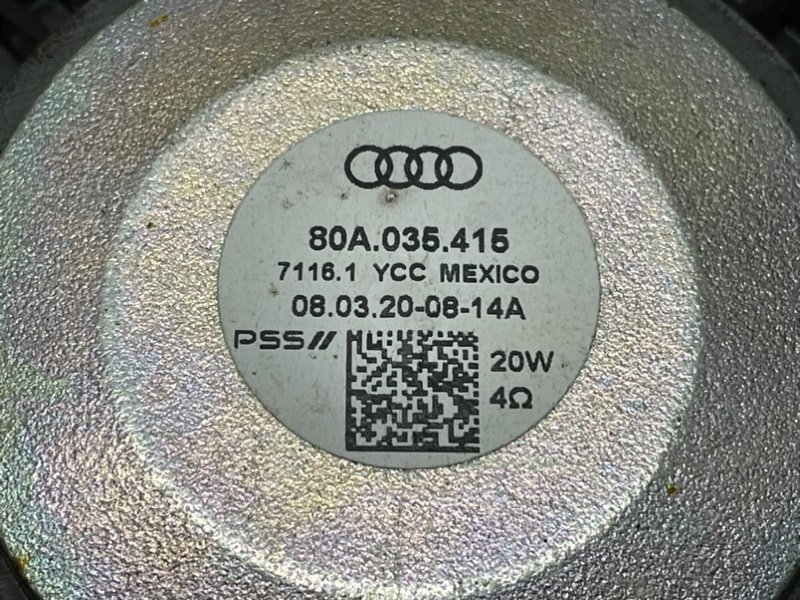 80A.035.415
7116.1 YCC MEXICO
08.03.20-08-14A
PSS//
20W
4Ω